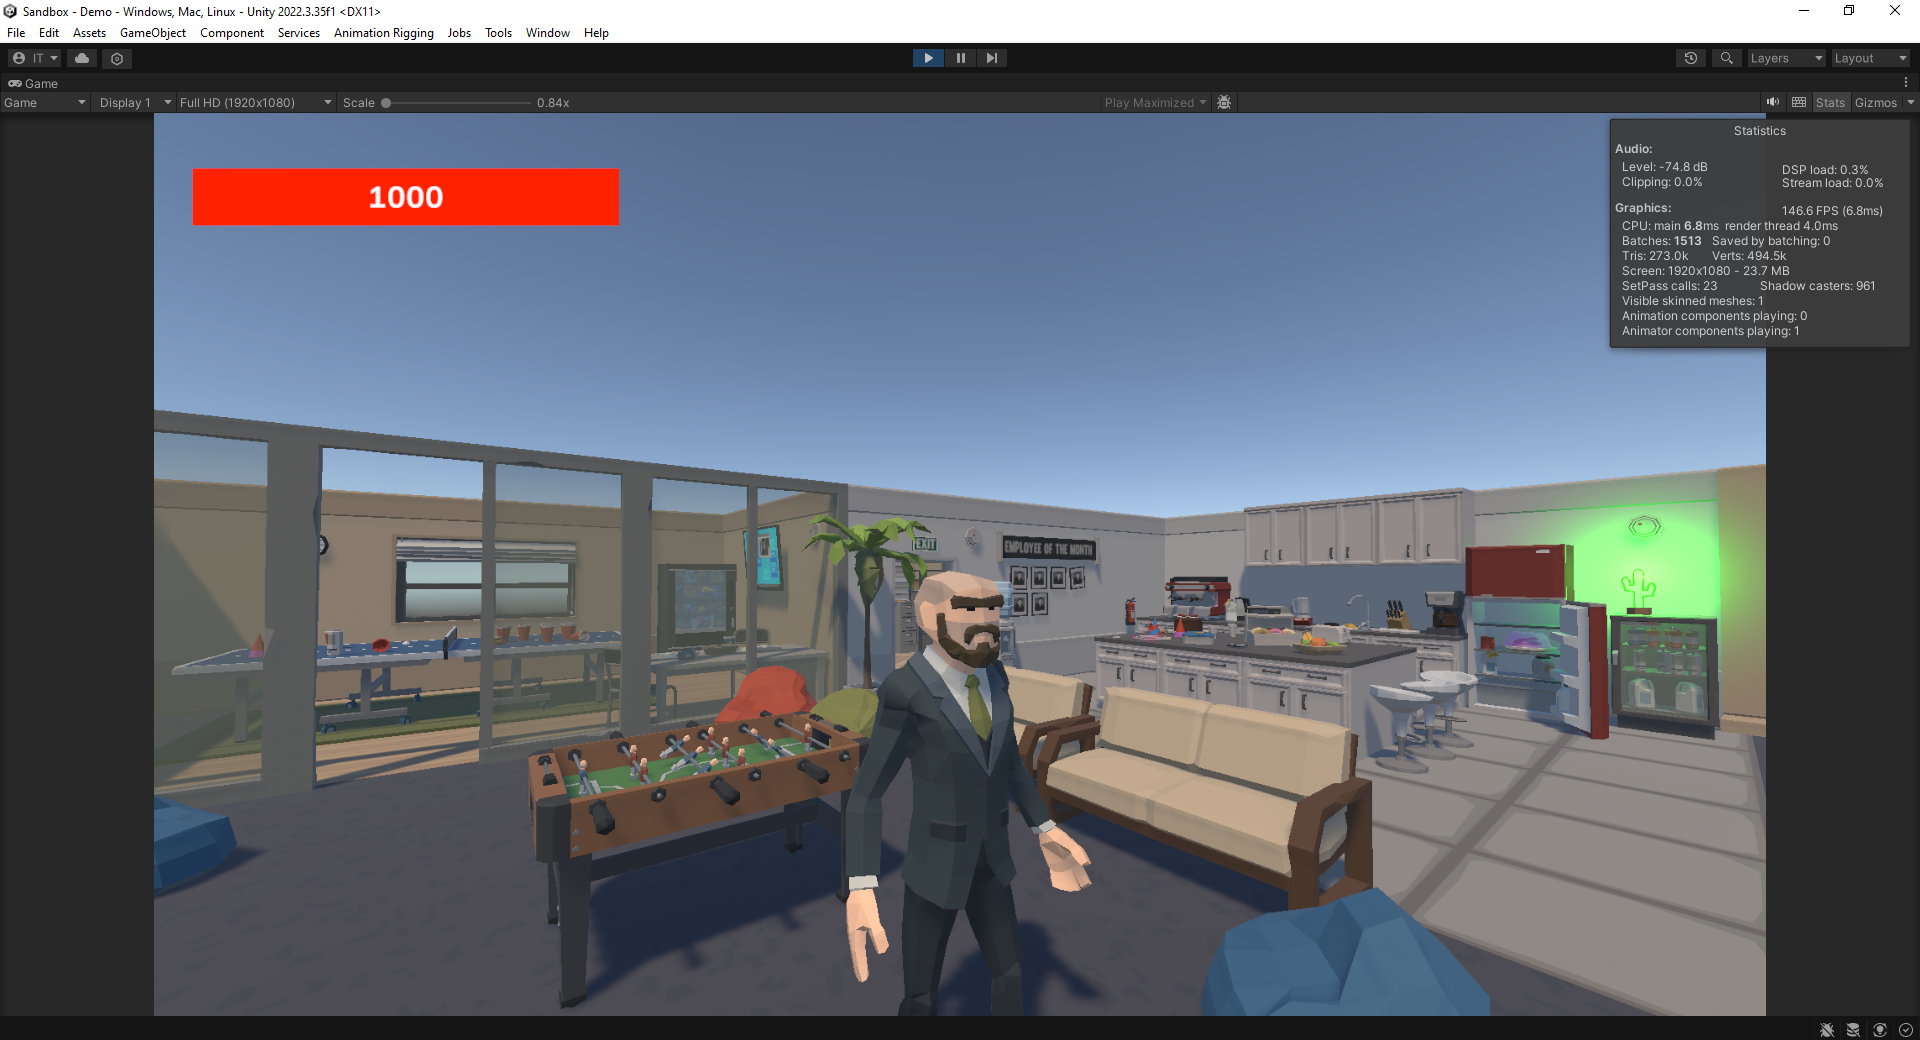 Sandbox - Demo - Windows, Mac, Linux - Unity 2022.3.35f1 <DX11>
File Edit Assets GameObject Component Services Animation Rigging Jobs Tools Window Help
IT Layers Layout
Game
Game Display 1 Full HD (1920x1080) Scale 0.84x Play Maximized Stats Gizmos
Statistics
Audio:
Level: -74.8 dB DSP load: 0.3%
Clipping: 0.0% Stream load: 0.0%
Graphics: 146.6 FPS (6.8ms)
CPU: main 6.8ms render thread 4.0ms
Batches: 1513 Saved by batching: 0
Tris: 273.0k Verts: 494.5k
Screen: 1920x1080 - 23.7 MB
SetPass calls: 23 Shadow casters: 961
Visible skinned meshes: 1
Animation components playing: 0
Animator components playing: 1
1000
EXIT
EMPLOYEE OF THE MONTH